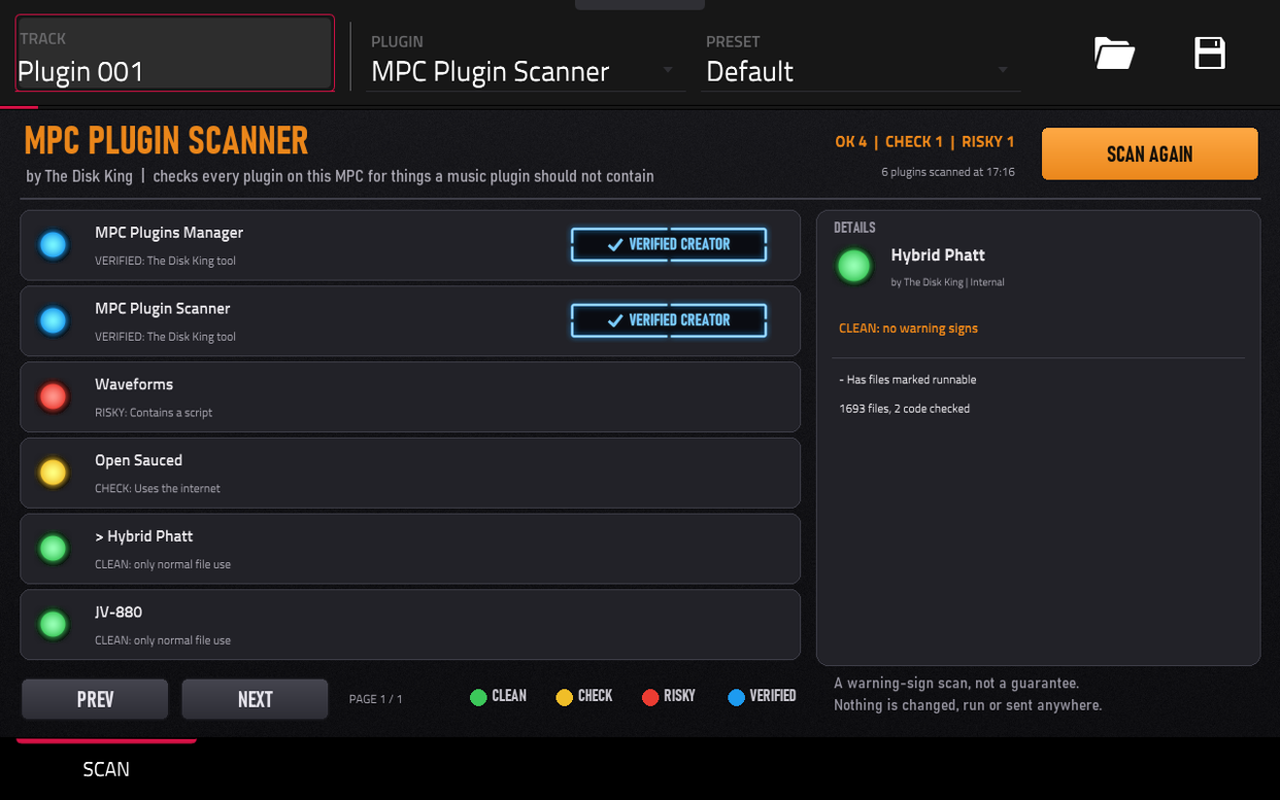 TRACK
Plugin 001
PLUGIN
MPC Plugin Scanner
PRESET
Default
MPC PLUGIN SCANNER
by The Disk King | checks every plugin on this MPC for things a music plugin should not contain
OK 4 | CHECK 1 | RISKY 1
6 plugins scanned at 17:16
SCAN AGAIN
MPC Plugins Manager
VERIFIED: The Disk King tool
VERIFIED CREATOR
MPC Plugin Scanner
VERIFIED: The Disk King tool
VERIFIED CREATOR
Waveforms
RISKY: Contains a script
Open Sauced
CHECK: Uses the internet
> Hybrid Phatt
CLEAN: only normal file use
JV-880
CLEAN: only normal file use
DETAILS
Hybrid Phatt
by The Disk King | Internal
CLEAN: no warning signs
- Has files marked runnable
1693 files, 2 code checked
PREV
NEXT
PAGE 1 / 1
CLEAN
CHECK
RISKY
VERIFIED
A warning-sign scan, not a guarantee.
Nothing is changed, run or sent anywhere.
SCAN